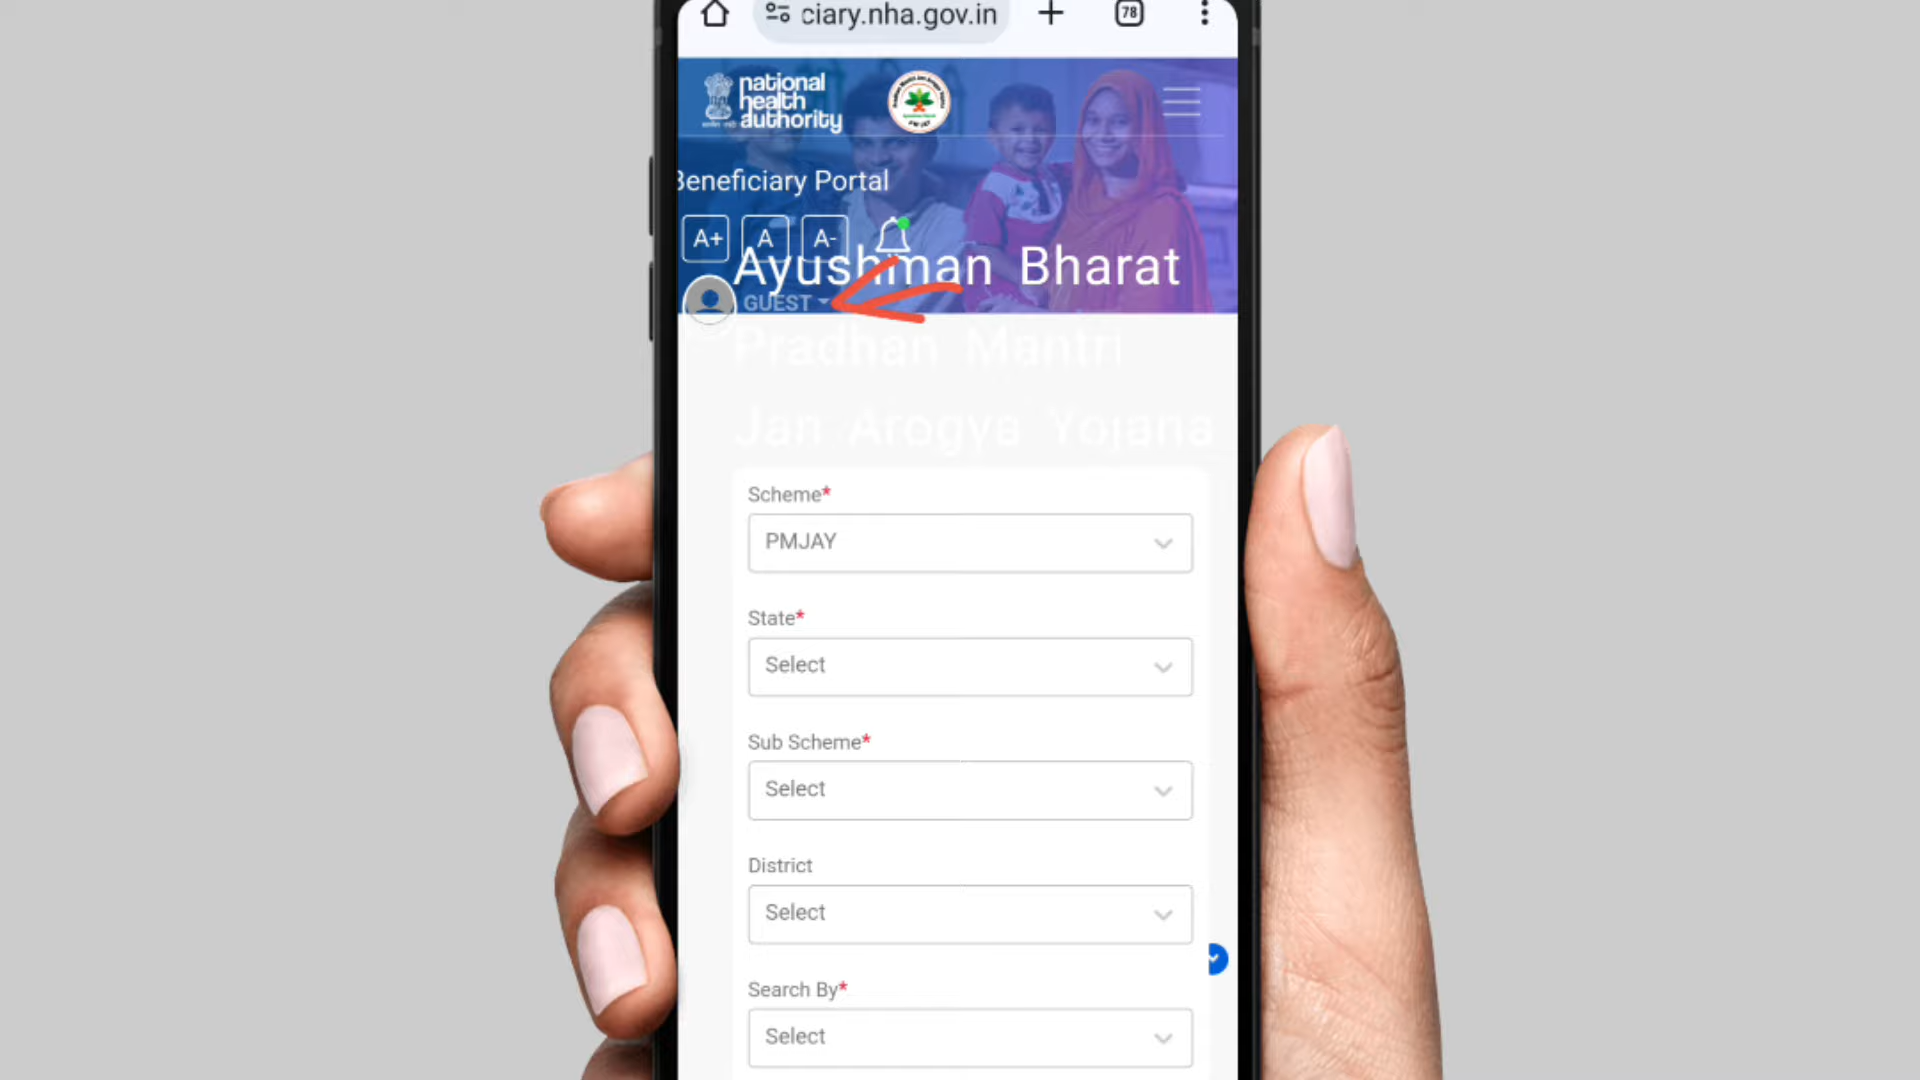 ciary.nha.gov.in
78
national
health
authority
Beneficiary Portal
A+ A A-
Ayushman Bharat
GUEST
Pradhan Mantri
Jan Arogya Yojana
Scheme*
PMJAY
State*
Select
Sub Scheme*
Select
District
Select
Search By*
Select